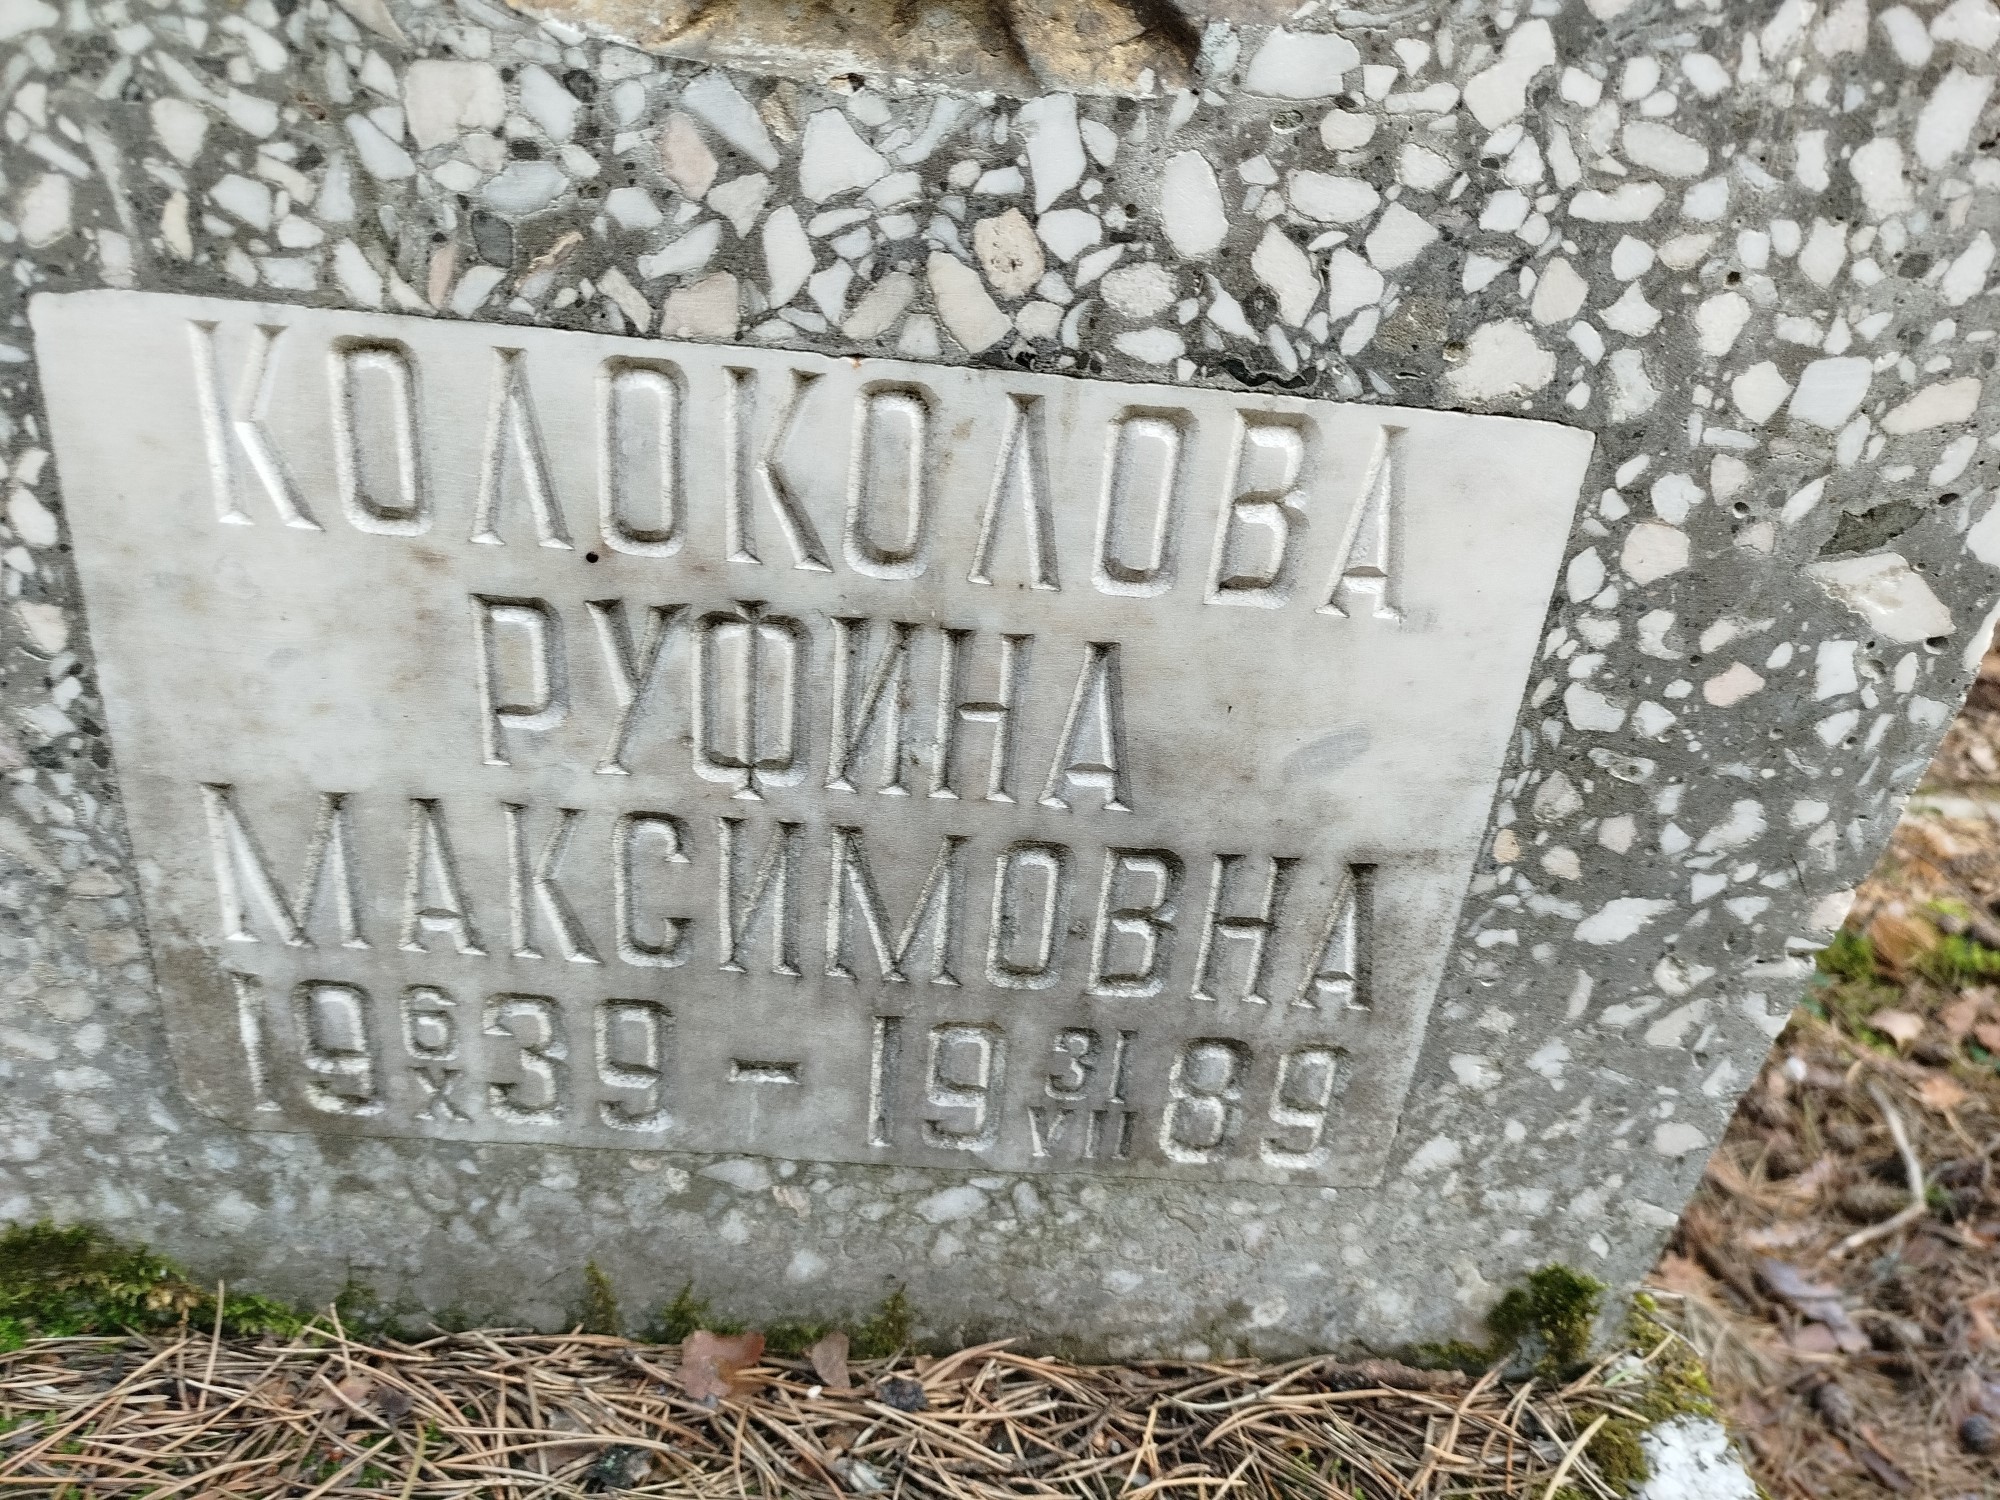 КОЛОКОЛОВА
РУФИНА
МАКСИМОВНА
19 6/X 39 - 19 31/VII 89